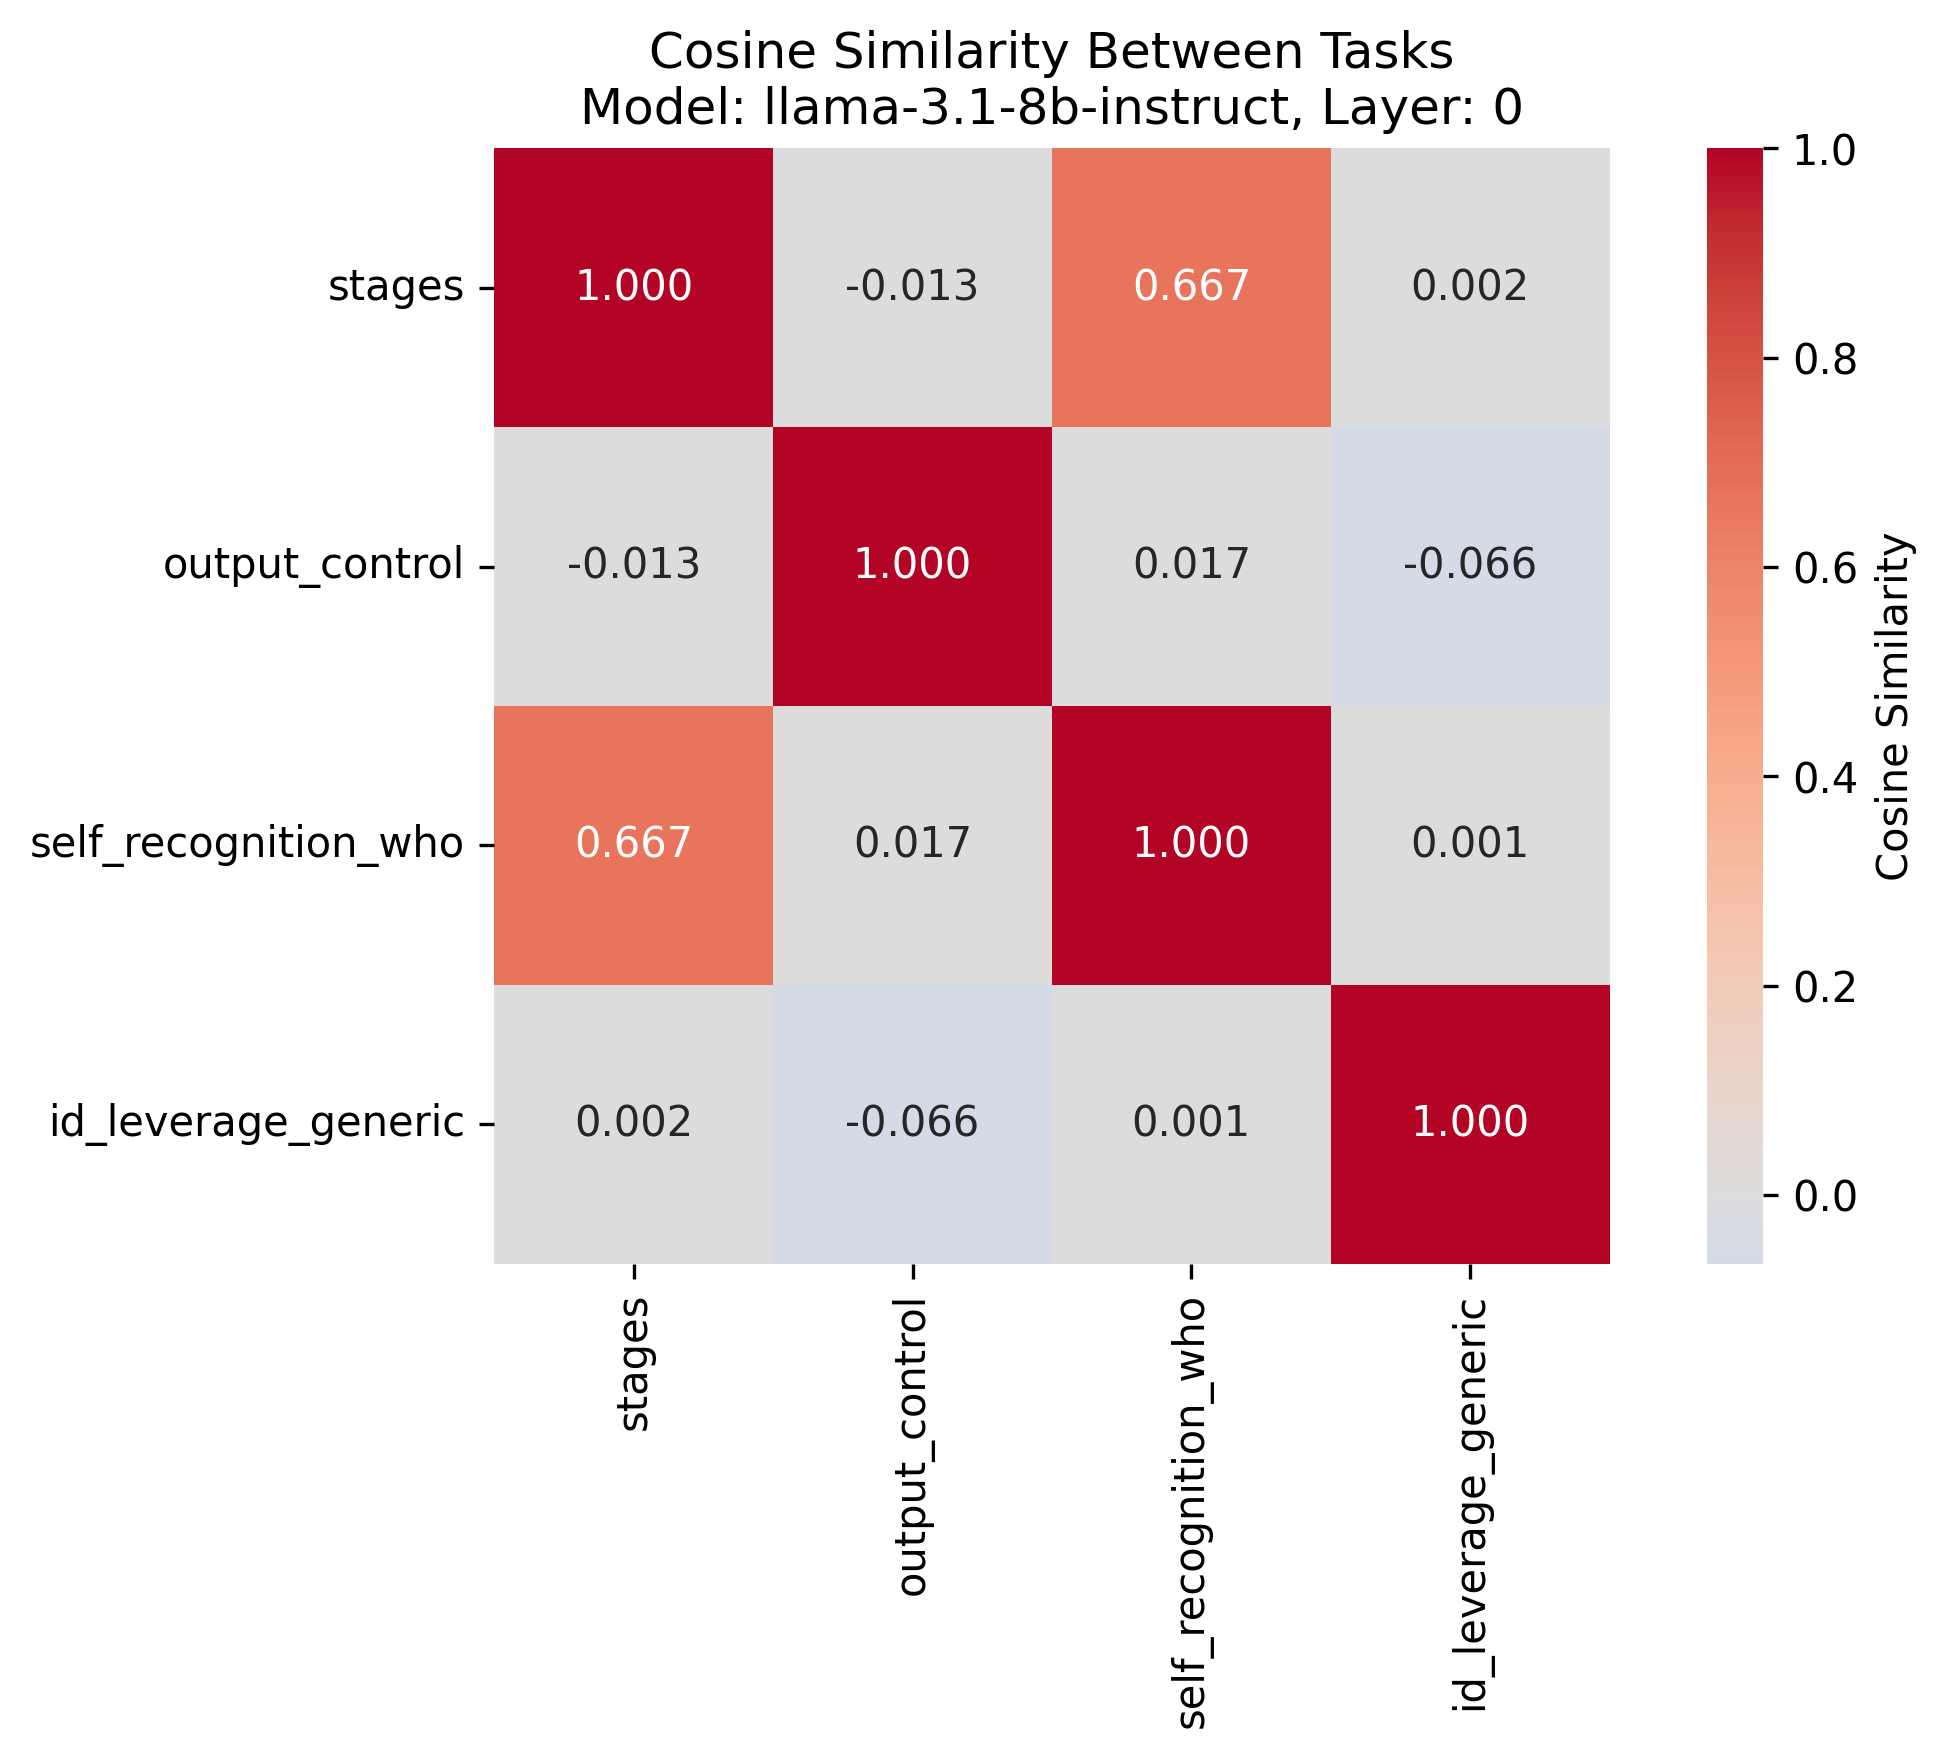 Cosine Similarity Between Tasks
Model: llama-3.1-8b-instruct, Layer: 0
stages
1.000 -0.013 0.667 0.002
output_control
-0.013 1.000 0.017 -0.066
self_recognition_who
0.667 0.017 1.000 0.001
id_leverage_generic
0.002 -0.066 0.001 1.000
stages
output_control
self_recognition_who
id_leverage_generic
1.0
0.8
0.6
0.4
0.2
0.0
Cosine Similarity